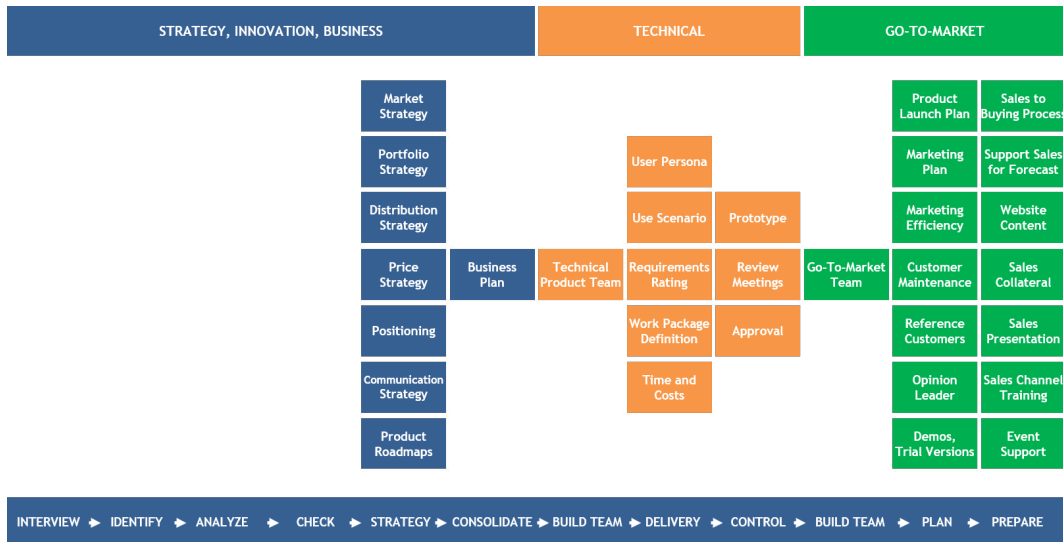 STRATEGY, INNOVATION, BUSINESS
TECHNICAL
GO-TO-MARKET
Market
Strategy
Portfolio
Strategy
Distribution
Strategy
Price
Strategy
Positioning
Communication
Strategy
Product
Roadmaps
Business
Plan
Technical
Product Team
User Persona
Use Scenario
Requirements
Rating
Work Package
Definition
Time and
Costs
Prototype
Review
Meetings
Approval
Go-To-Market
Team
Product
Launch Plan
Marketing
Plan
Marketing
Efficiency
Customer
Maintenance
Reference
Customers
Opinion
Leader
Demos,
Trial Versions
Sales to
Buying Process
Support Sales
for Forecast
Website
Content
Sales
Collateral
Sales
Presentation
Sales Channel
Training
Event
Support
INTERVIEW IDENTIFY ANALYZE CHECK STRATEGY CONSOLIDATE BUILD TEAM DELIVERY CONTROL BUILD TEAM PLAN PREPARE